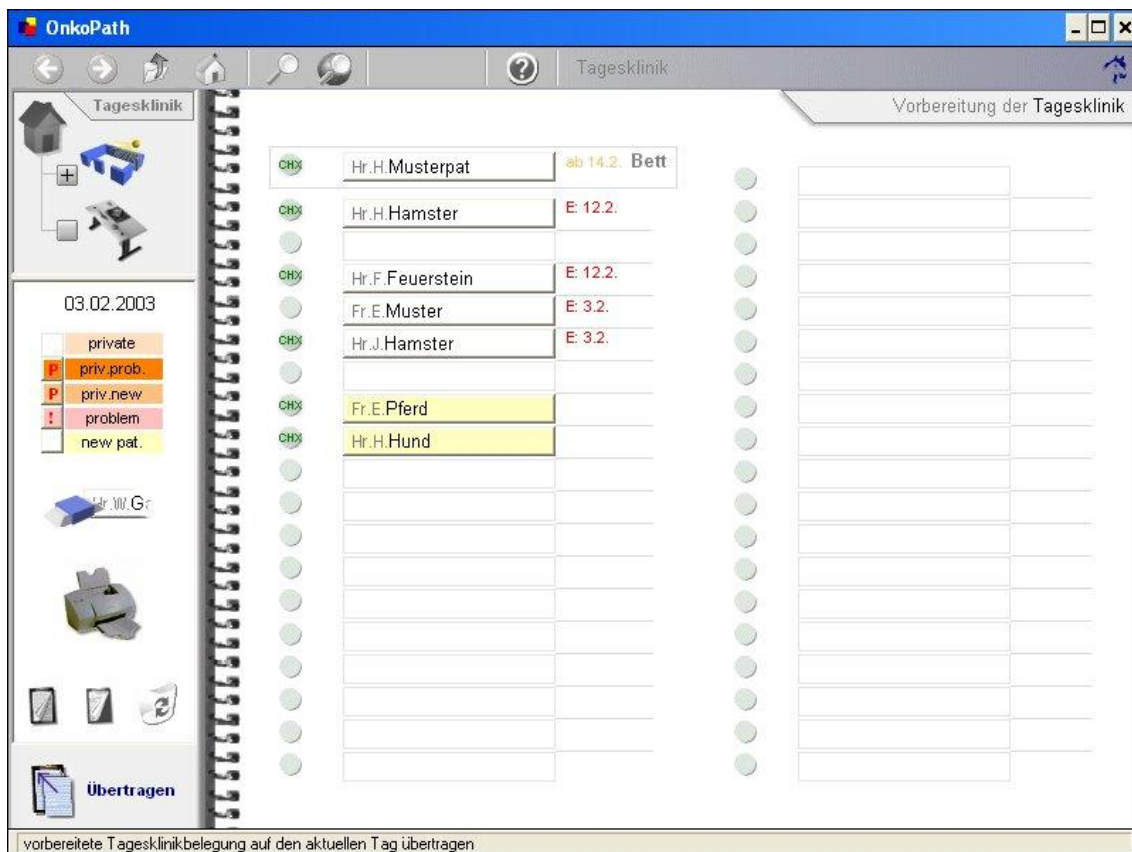 OnkoPath
Tagesklinik
Tagesklinik
Vorbereitung der Tagesklinik
CHX Hr.H.Musterpat ab 14.2. Bett
CHX Hr.H.Hamster E: 12.2.
CHX Hr.F.Feuerstein E: 12.2.
Fr.E.Muster E: 3.2.
CHX Hr.J.Hamster E: 3.2.
CHX Fr.E.Pferd
CHX Hr.H.Hund
03.02.2003
private
P priv.prob.
P priv.new
! problem
new pat.
Hr.W.G
Übertragen
vorbereitete Tagesklinikbelegung auf den aktuellen Tag übertragen